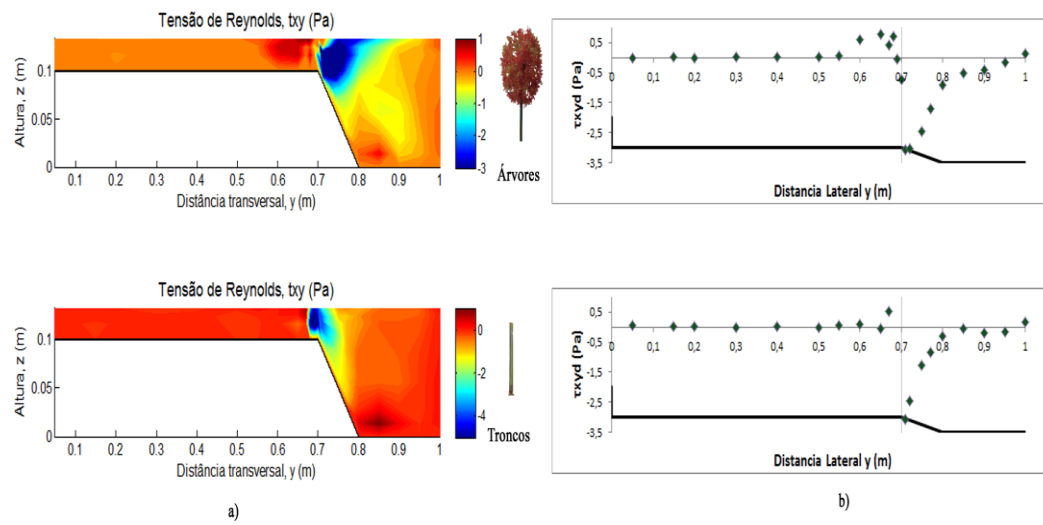 Tensão de Reynolds, txy (Pa)
Altura, z (m)
0.1
0.05
0
0.1 0.2 0.3 0.4 0.5 0.6 0.7 0.8 0.9 1
Distância transversal, y (m)
1
0
-1
-2
-3
Árvores
τxyd (Pa)
0,5
-0,5
-1,5
-2,5
-3,5
0 0,1 0,2 0,3 0,4 0,5 0,6 0,7 0,8 0,9 1
Distancia Lateral y (m)
Tensão de Reynolds, txy (Pa)
Altura, z (m)
0.1
0.05
0
0.1 0.2 0.3 0.4 0.5 0.6 0.7 0.8 0.9 1
Distância transversal, y (m)
0
-2
-4
Troncos
τxyd (Pa)
0,5
-0,5
-1,5
-2,5
-3,5
0 0,1 0,2 0,3 0,4 0,5 0,6 0,7 0,8 0,9 1
Distancia Lateral y (m)
a)
b)